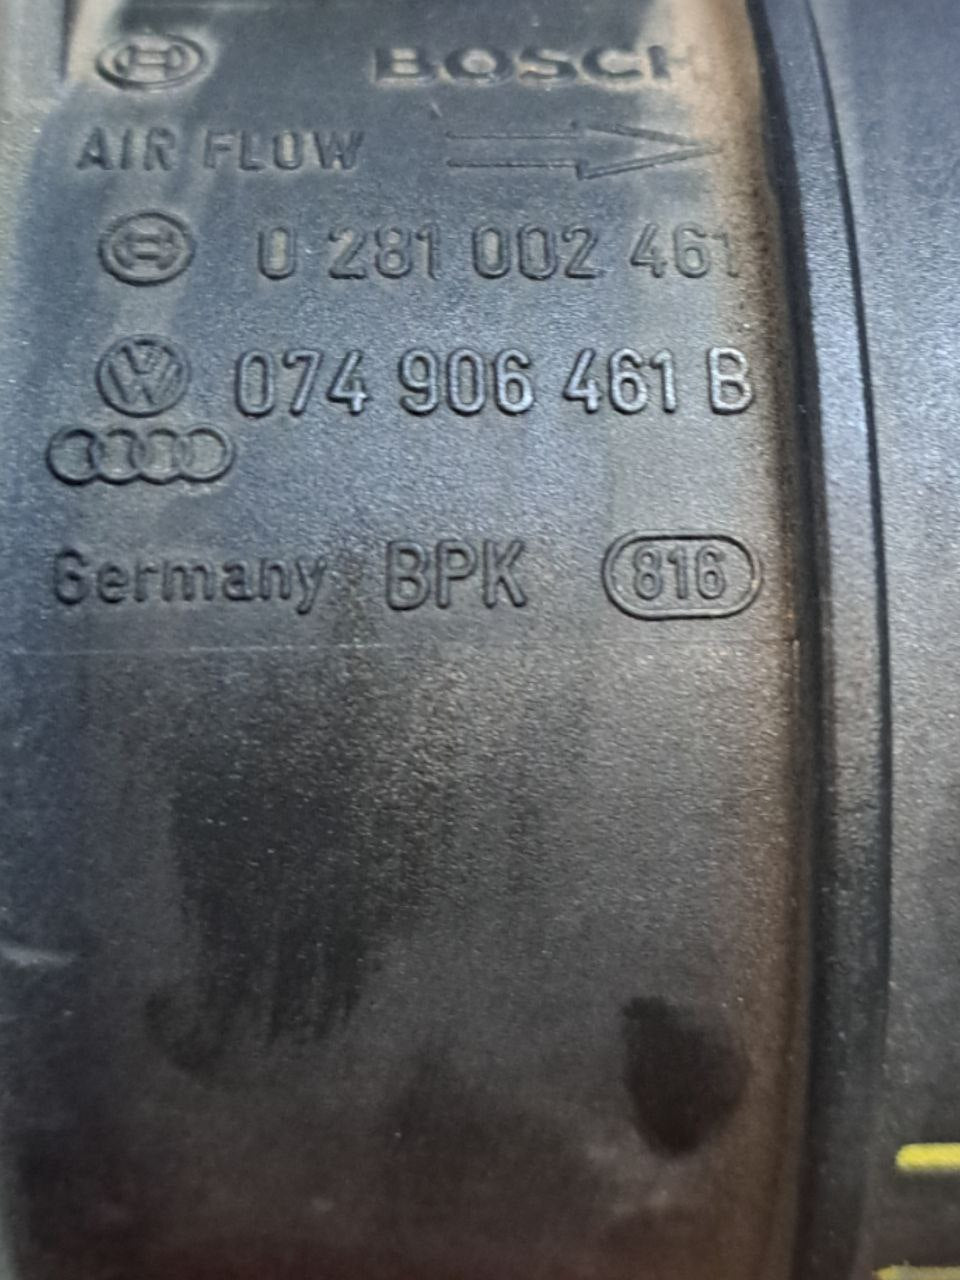 BOSCH
AIR FLOW
0 281 002 461
074 906 461 B
Germany BPK 816